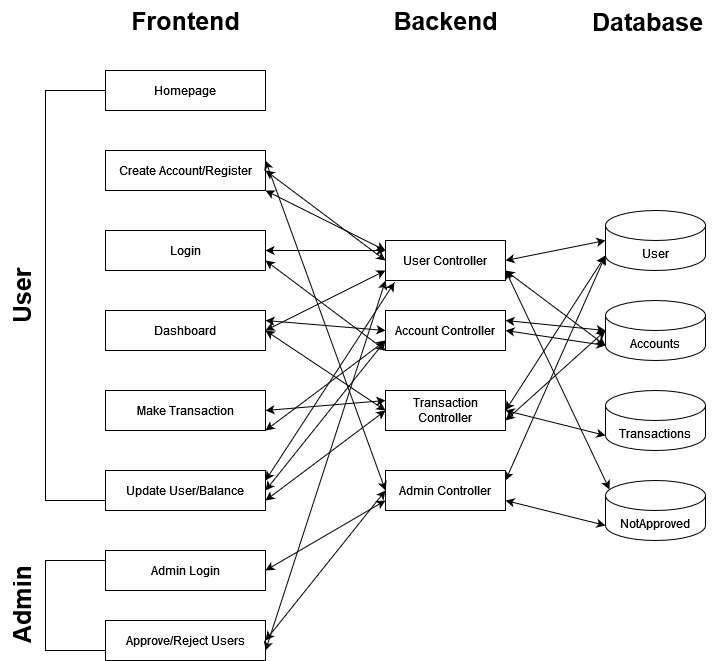 Frontend
Backend
Database
Homepage
Create Account/Register
Login
Dashboard
Make Transaction
Update User/Balance
Admin Login
Approve/Reject Users
User Controller
Account Controller
Transaction
Controller
Admin Controller
User
Accounts
Transactions
NotApproved
User
Admin